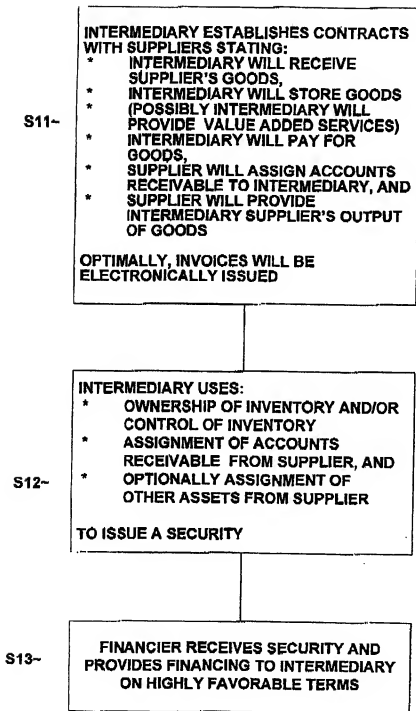 INTERMEDIARY ESTABLISHES CONTRACTS
WITH SUPPLIERS STATING:
* INTERMEDIARY WILL RECEIVE
SUPPLIER'S GOODS,
* INTERMEDIARY WILL STORE GOODS
S11~
* (POSSIBLY INTERMEDIARY WILL
PROVIDE VALUE ADDED SERVICES)
* INTERMEDIARY WILL PAY FOR
GOODS,
* SUPPLIER WILL ASSIGN ACCOUNTS
RECEIVABLE TO INTERMEDIARY, AND
* SUPPLIER WILL PROVIDE
INTERMEDIARY SUPPLIER'S OUTPUT
OF GOODS
OPTIMALLY, INVOICES WILL BE
ELECTRONICALLY ISSUED
INTERMEDIARY USES:
* OWNERSHIP OF INVENTORY AND/OR
CONTROL OF INVENTORY
* ASSIGNMENT OF ACCOUNTS
RECEIVABLE FROM SUPPLIER, AND
S12~
* OPTIONALLY ASSIGNMENT OF
OTHER ASSETS FROM SUPPLIER
TO ISSUE A SECURITY
S13~
FINANCIER RECEIVES SECURITY AND
PROVIDES FINANCING TO INTERMEDIARY
ON HIGHLY FAVORABLE TERMS